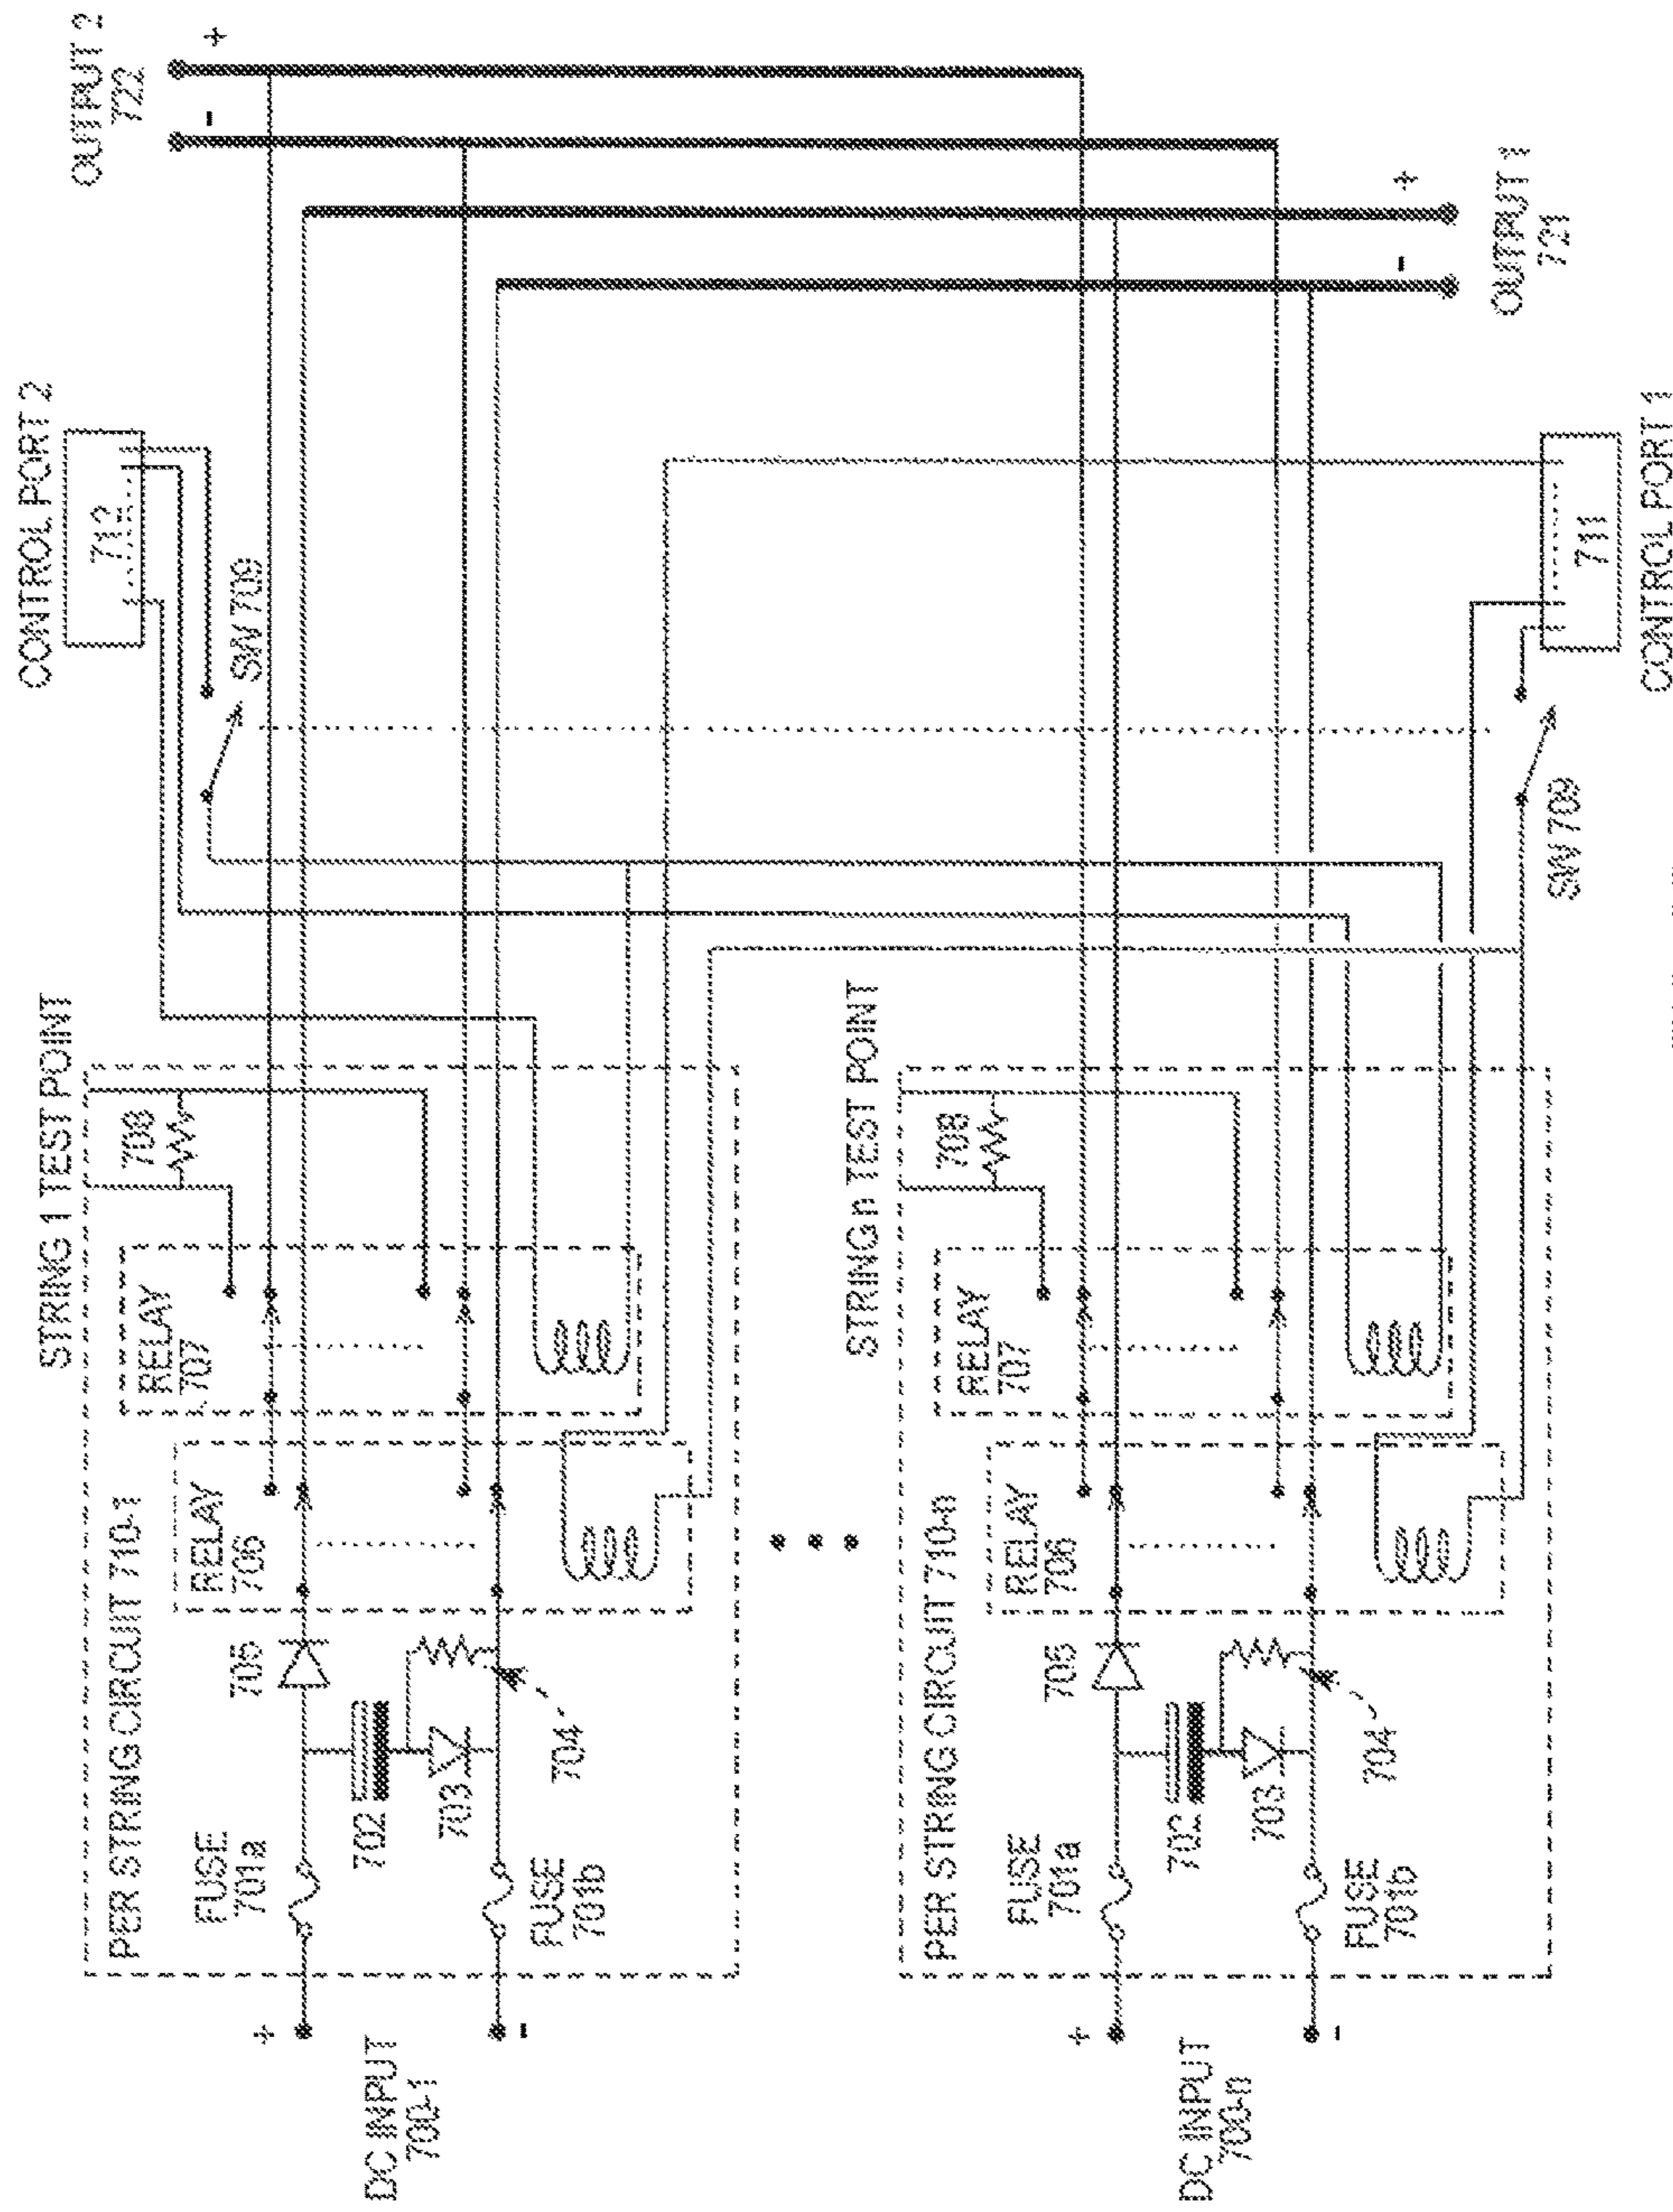 OUTPUT 2
722
+
-
CONTROL PORT 2
712
SW 709
OUTPUT 1
721
+
-
CONTROL PORT 1
711
SW 709
STRING 1 TEST POINT
708
RELAY
707
RELAY
706
PER STRING CIRCUIT 710-1
705
704
703
702
FUSE
701a
FUSE
701b
+
-
DC INPUT
700-1
STRING n TEST POINT
708
RELAY
707
RELAY
706
PER STRING CIRCUIT 710-n
705
704
703
702
FUSE
701a
FUSE
701b
+
-
DC INPUT
700-n